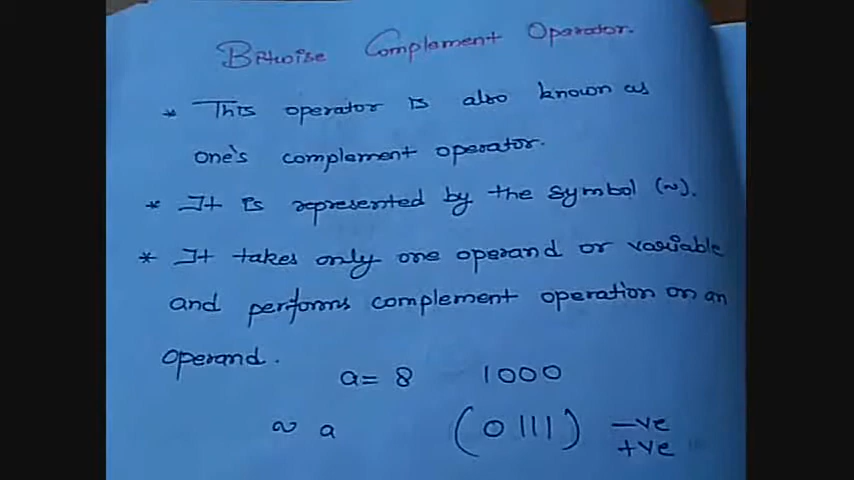 Bitwise Complement Operator.
* This operator is also known as
one's complement operator.
* It is represented by the symbol (~).
* It takes only one operand or variable
and performs complement operation on an
operand.
a= 8 1000
~ a (0111) -ve
+ve